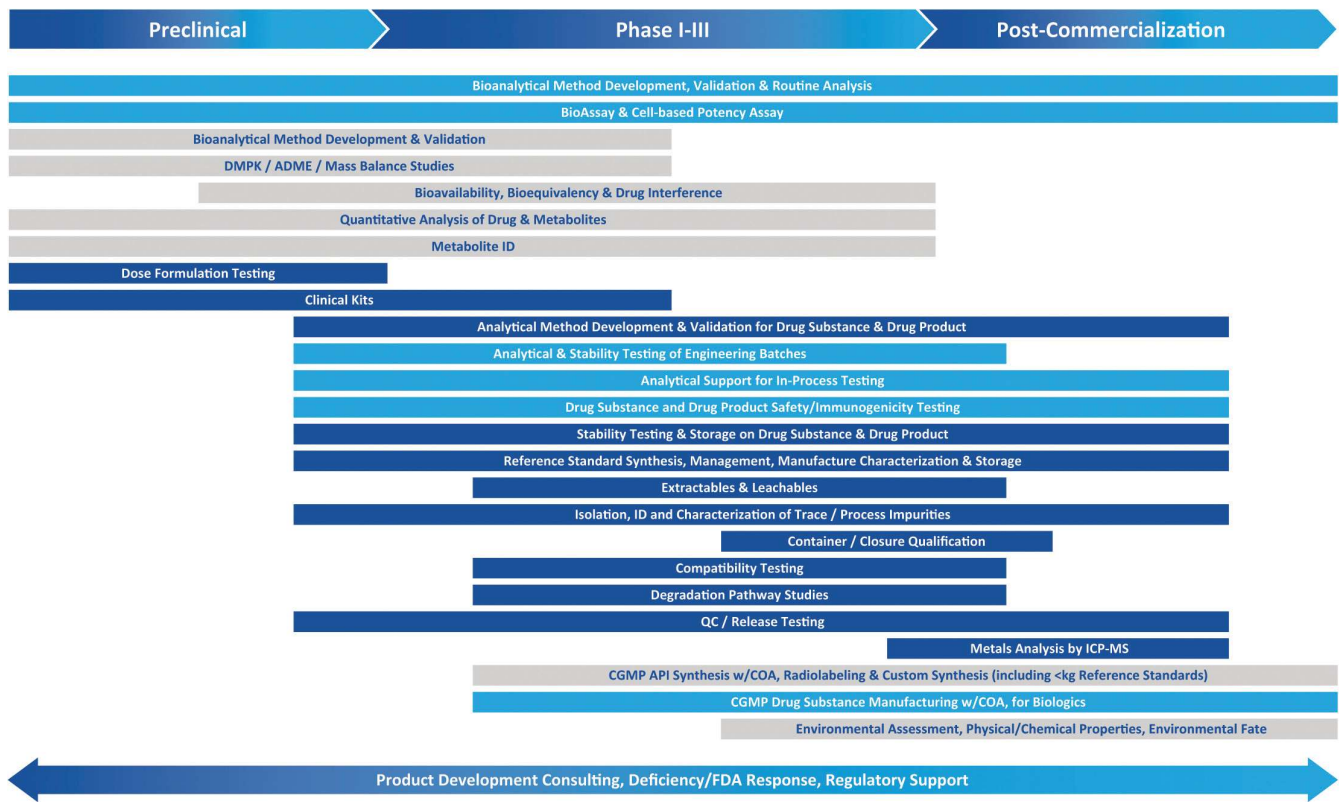 Preclinical
Phase I-III
Post-Commercialization
Bioanalytical Method Development, Validation & Routine Analysis
BioAssay & Cell-based Potency Assay
Bioanalytical Method Development & Validation
DMPK / ADME / Mass Balance Studies
Bioavailability, Bioequivalency & Drug Interference
Quantitative Analysis of Drug & Metabolites
Metabolite ID
Dose Formulation Testing
Clinical Kits
Analytical Method Development & Validation for Drug Substance & Drug Product
Analytical & Stability Testing of Engineering Batches
Analytical Support for In-Process Testing
Drug Substance and Drug Product Safety/Immunogenicity Testing
Stability Testing & Storage on Drug Substance & Drug Product
Reference Standard Synthesis, Management, Manufacture Characterization & Storage
Extractables & Leachables
Isolation, ID and Characterization of Trace / Process Impurities
Container / Closure Qualification
Compatibility Testing
Degradation Pathway Studies
QC / Release Testing
Metals Analysis by ICP-MS
CGMP API Synthesis w/COA, Radiolabeling & Custom Synthesis (including <kg Reference Standards)
CGMP Drug Substance Manufacturing w/COA, for Biologics
Environmental Assessment, Physical/Chemical Properties, Environmental Fate
Product Development Consulting, Deficiency/FDA Response, Regulatory Support